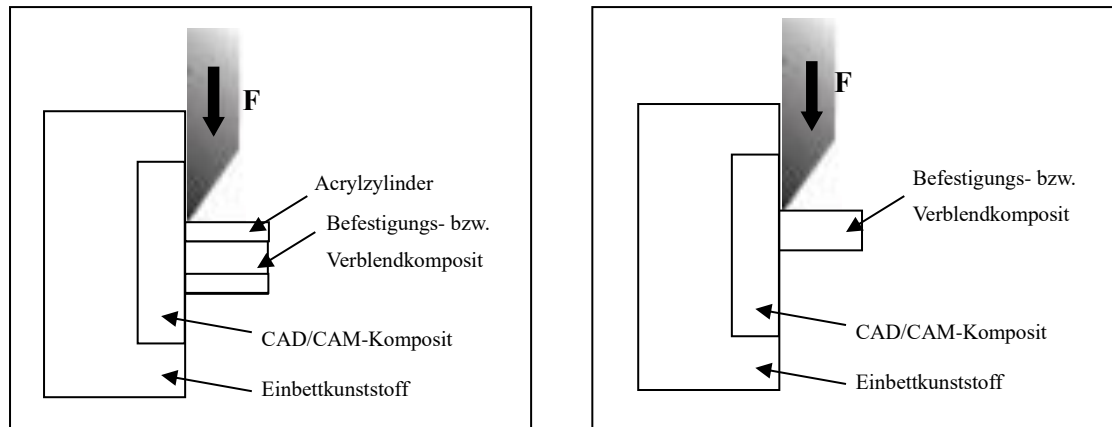 F
Acrylzylinder
Befestigungs- bzw.
Verblendkomposit
CAD/CAM-Komposit
Einbettkunststoff
F
Befestigungs- bzw.
Verblendkomposit
CAD/CAM-Komposit
Einbettkunststoff